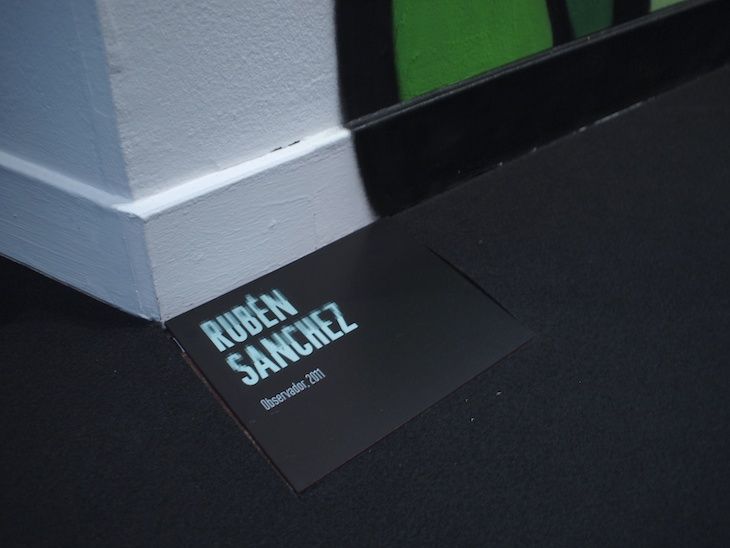 RUBÉN
SANCHEZ
Observador, 2011